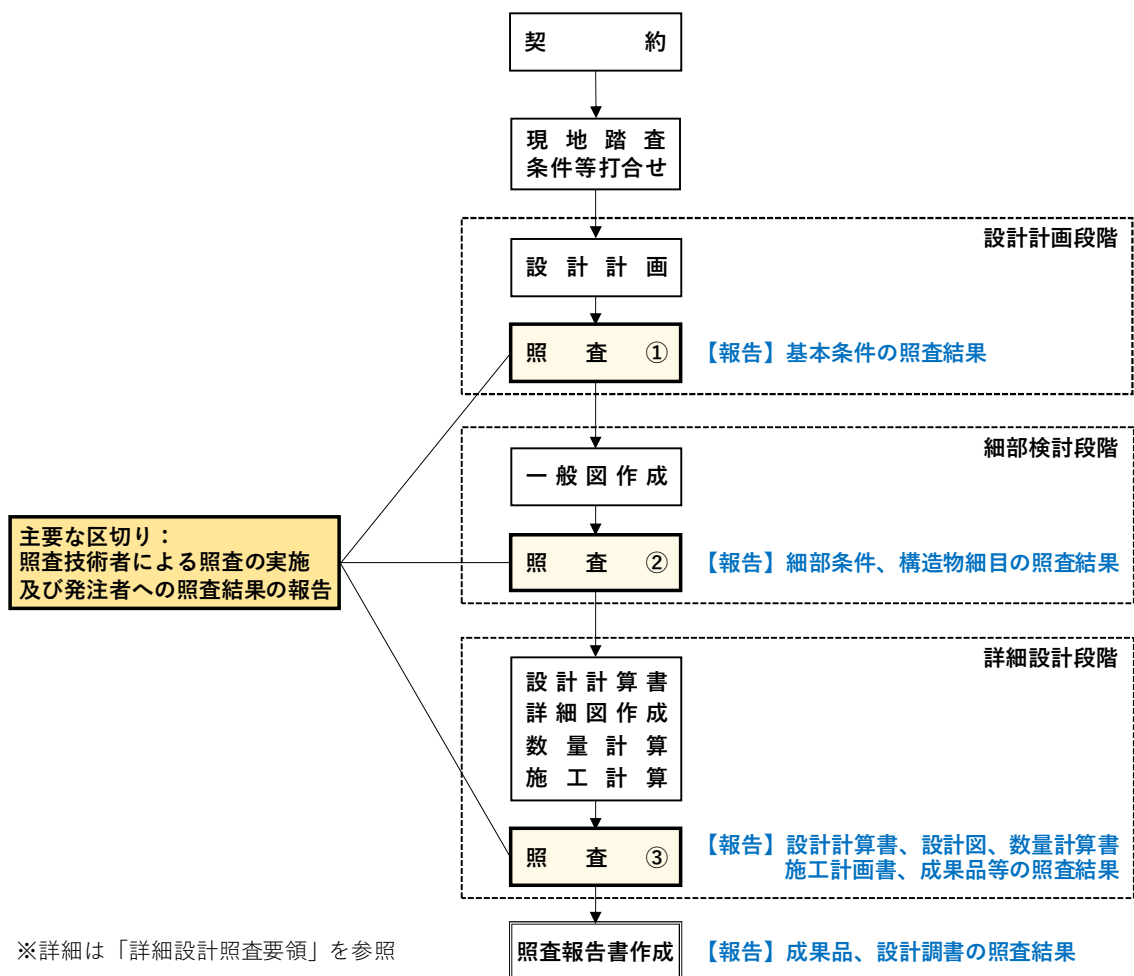 契約
現地踏査
条件等打合せ
設計計画段階
設計計画
照査①
【報告】基本条件の照査結果
細部検討段階
一般図作成
照査②
【報告】細部条件、構造物細目の照査結果
主要な区切り：
照査技術者による照査の実施
及び発注者への照査結果の報告
詳細設計段階
設計計算書
詳細図作成
数量計算
施工計算
照査③
【報告】設計計算書、設計図、数量計算書
施工計画書、成果品等の照査結果
照査報告書作成
【報告】成果品、設計調書の照査結果
※詳細は「詳細設計照査要領」を参照